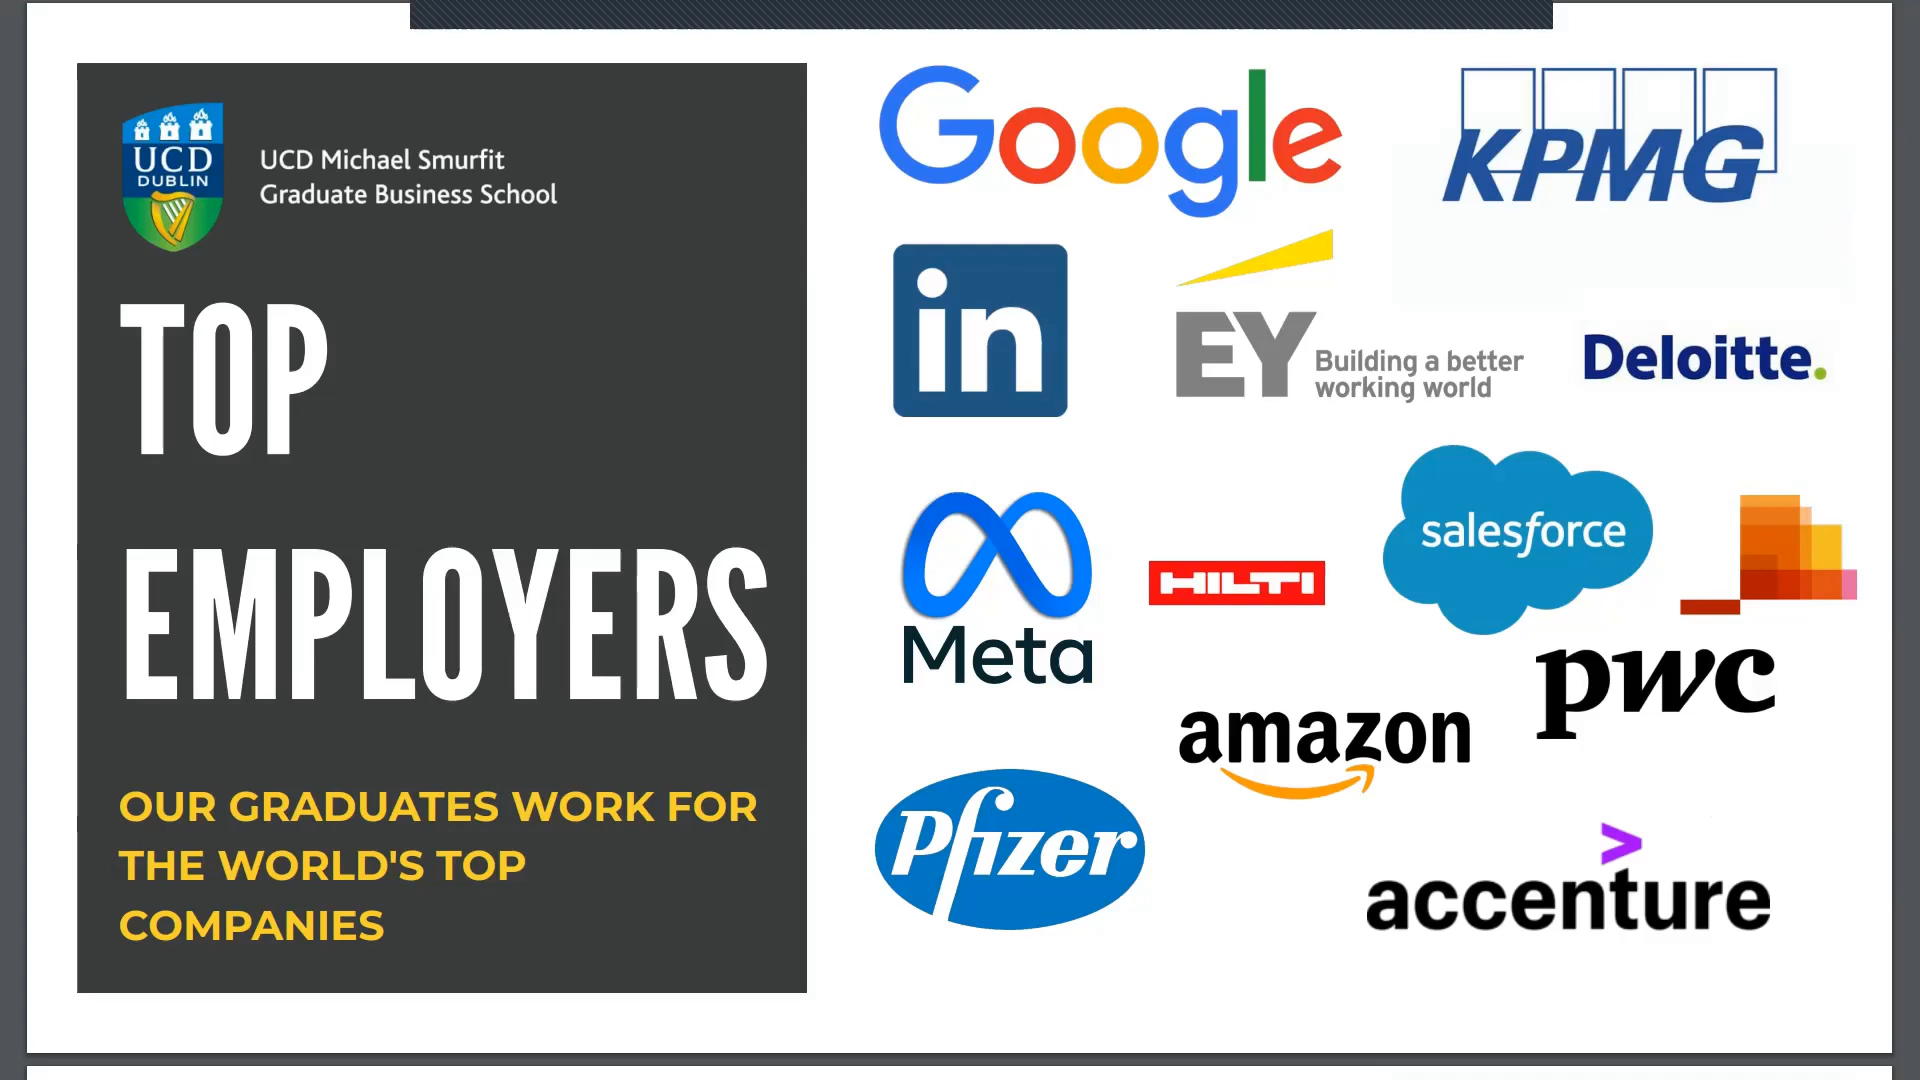 UCD
DUBLIN
UCD Michael Smurfit
Graduate Business School
TOP
EMPLOYERS
OUR GRADUATES WORK FOR
THE WORLD'S TOP
COMPANIES
Google
KPMG
in
EY
Building a better
working world
Deloitte.
Meta
HILTI
salesforce
pwc
amazon
Pfizer
>
accenture